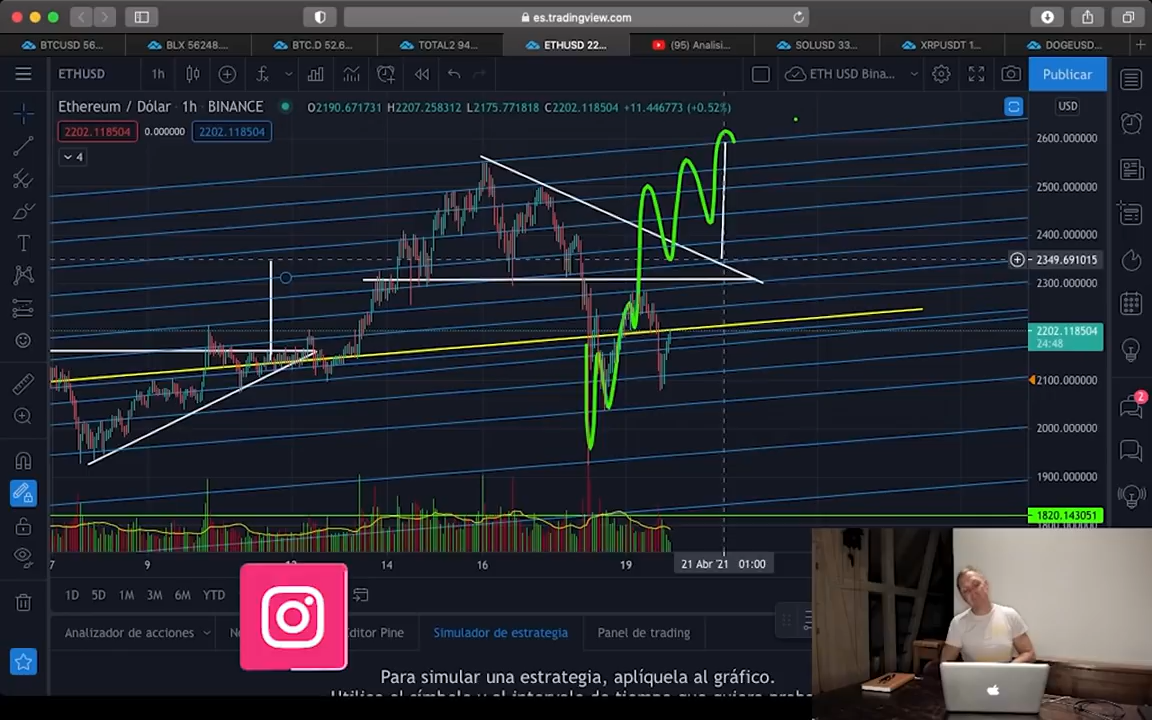 es.tradingview.com
BTCUSD 56...
BLX 56248....
BTC.D 52.6...
TOTAL2 94...
ETHUSD 22...
(95) Analisi...
SOLUSD 33...
XRPUSDT 1...
DOGEUSD...
ETHUSD
1h
ETH USD Bina...
Publicar
Ethereum / Dólar · 1h · BINANCE
O2190.671731 H2207.258312 L2175.771818 C2202.118504 +11.446773 (+0.52%)
USD
2202.118504
0.000000
2202.118504
4
2600.000000
2500.000000
2400.000000
2349.691015
2300.000000
2202.118504
24:48
2100.000000
2000.000000
1900.000000
1820.143051
2
7
9
14
16
19
21 Abr '21
01:00
1D
5D
1M
3M
6M
YTD
Analizador de acciones
Editor Pine
Simulador de estrategia
Panel de trading
Para simular una estrategia, aplíquela al gráfico.